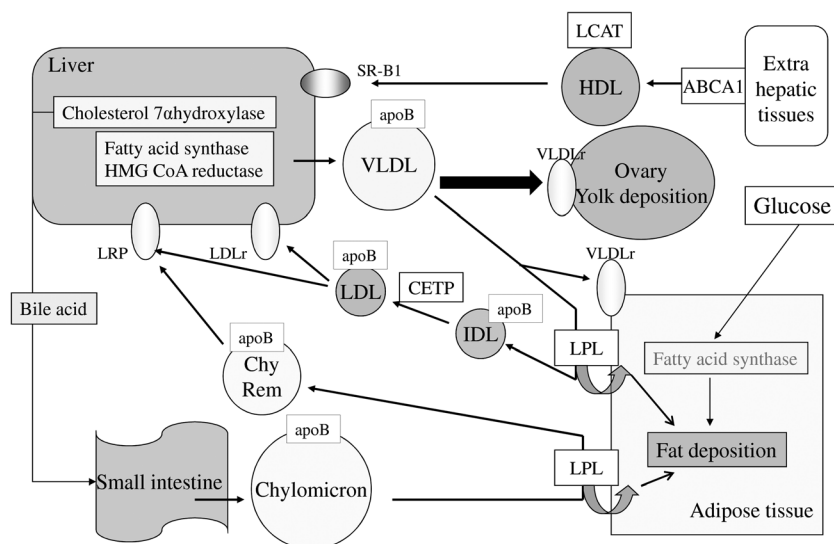 LCAT
Liver
SR-B1
Extra
hepatic
tissues
HDL
ABCA1
Cholesterol 7αhydroxylase
apoB
Fatty acid synthase
HMG CoA reductase
VLDL
VLDLr
Ovary
Yolk deposition
Glucose
LRP
LDLr
VLDLr
apoB
LDL
CETP
apoB
IDL
Bile acid
apoB
Chy
Rem
LPL
Fatty acid synthase
apoB
Fat deposition
Small intestine
Chylomicron
LPL
Adipose tissue